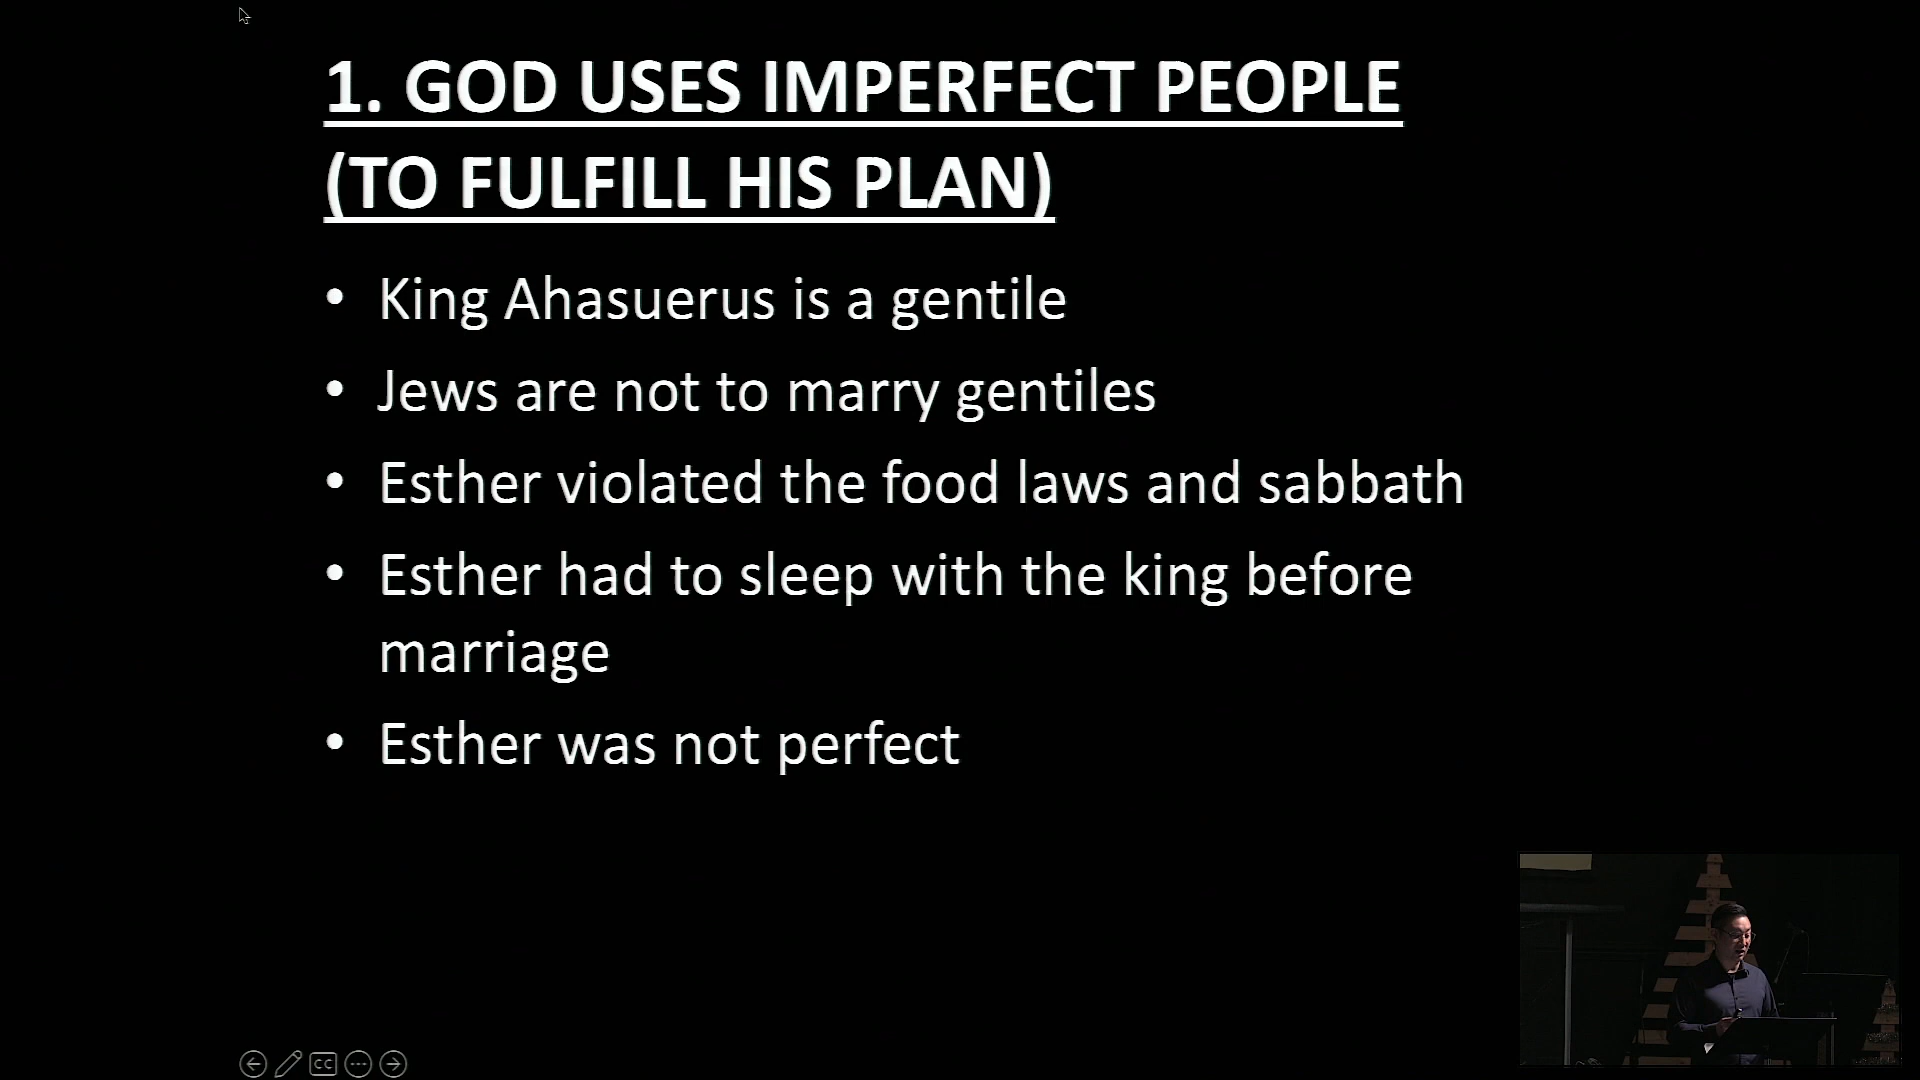 1. GOD USES IMPERFECT PEOPLE
(TO FULFILL HIS PLAN)
• King Ahasuerus is a gentile
• Jews are not to marry gentiles
• Esther violated the food laws and sabbath
• Esther had to sleep with the king before
marriage
• Esther was not perfect
CC